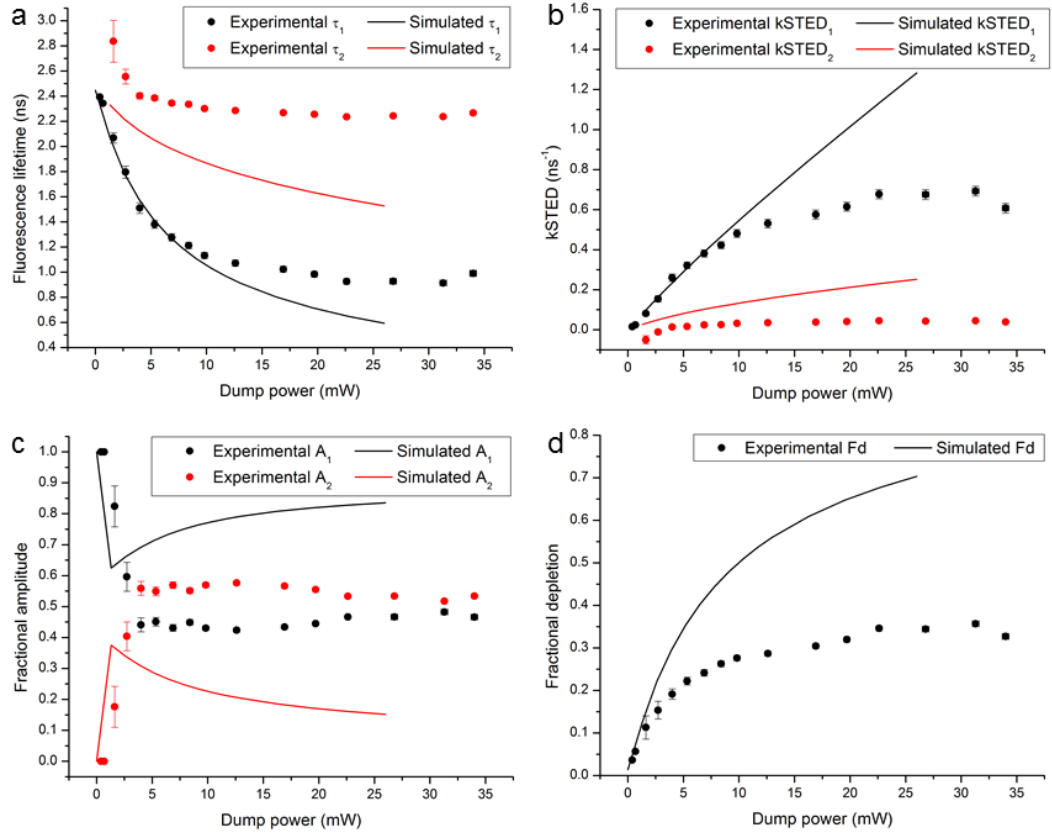 a
Experimental τ₁ Simulated τ₁
Experimental τ₂ Simulated τ₂
Fluorescence lifetime (ns)
3.0
2.8
2.6
2.4
2.2
2.0
1.8
1.6
1.4
1.2
1.0
0.8
0.6
0.4
0 5 10 15 20 25 30 35
Dump power (mW)
b
Experimental kSTED₁ Simulated kSTED₁
Experimental kSTED₂ Simulated kSTED₂
kSTED (ns⁻¹)
1.6
1.4
1.2
1.0
0.8
0.6
0.4
0.2
0.0
0 5 10 15 20 25 30 35
Dump power (mW)
c
Experimental A₁ Simulated A₁
Experimental A₂ Simulated A₂
Fractional amplitude
1.0
0.9
0.8
0.7
0.6
0.5
0.4
0.3
0.2
0.1
0.0
0 5 10 15 20 25 30 35
Dump power (mW)
d
Experimental Fd Simulated Fd
Fractional depletion
0.8
0.7
0.6
0.5
0.4
0.3
0.2
0.1
0.0
0 5 10 15 20 25 30 35
Dump power (mW)